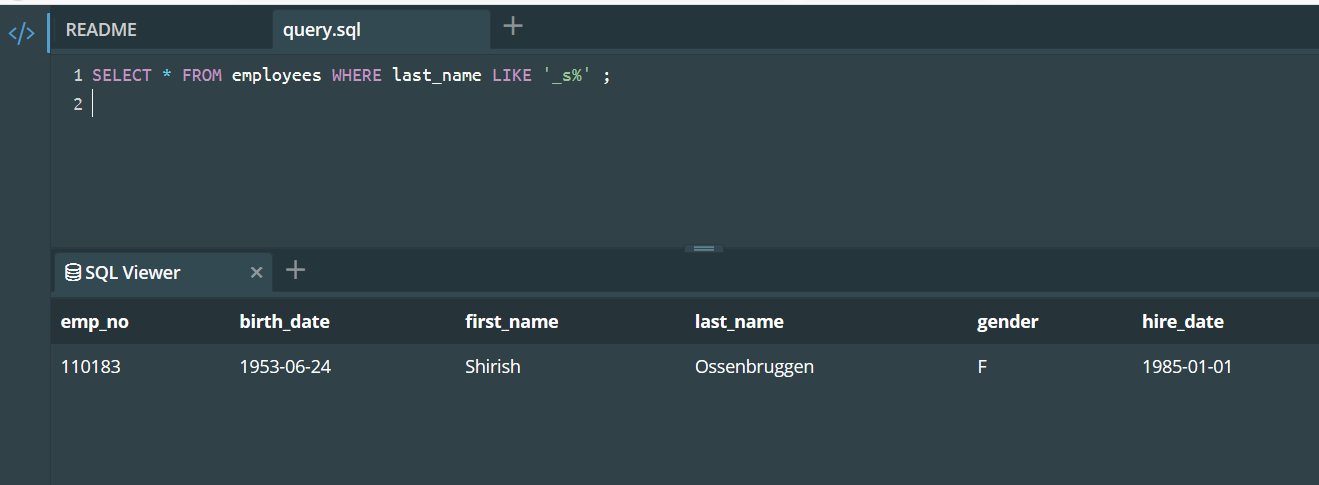 </> README query.sql +
1 SELECT * FROM employees WHERE last_name LIKE '_s%' ;
2
SQL Viewer × +
emp_no birth_date first_name last_name gender hire_date
110183 1953-06-24 Shirish Ossenbruggen F 1985-01-01